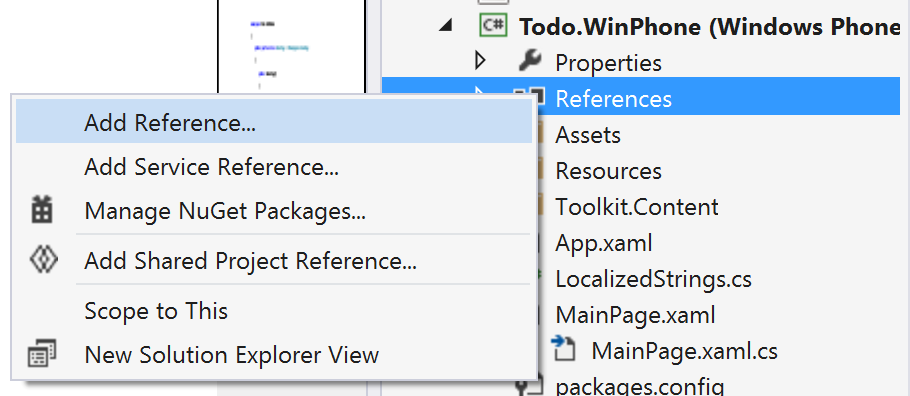 C# Todo.WinPhone (Windows Phone
Properties
References
Assets
Resources
Toolkit.Content
App.xaml
LocalizedStrings.cs
MainPage.xaml
MainPage.xaml.cs
packages.config
Add Reference...
Add Service Reference...
Manage NuGet Packages...
Add Shared Project Reference...
Scope to This
New Solution Explorer View